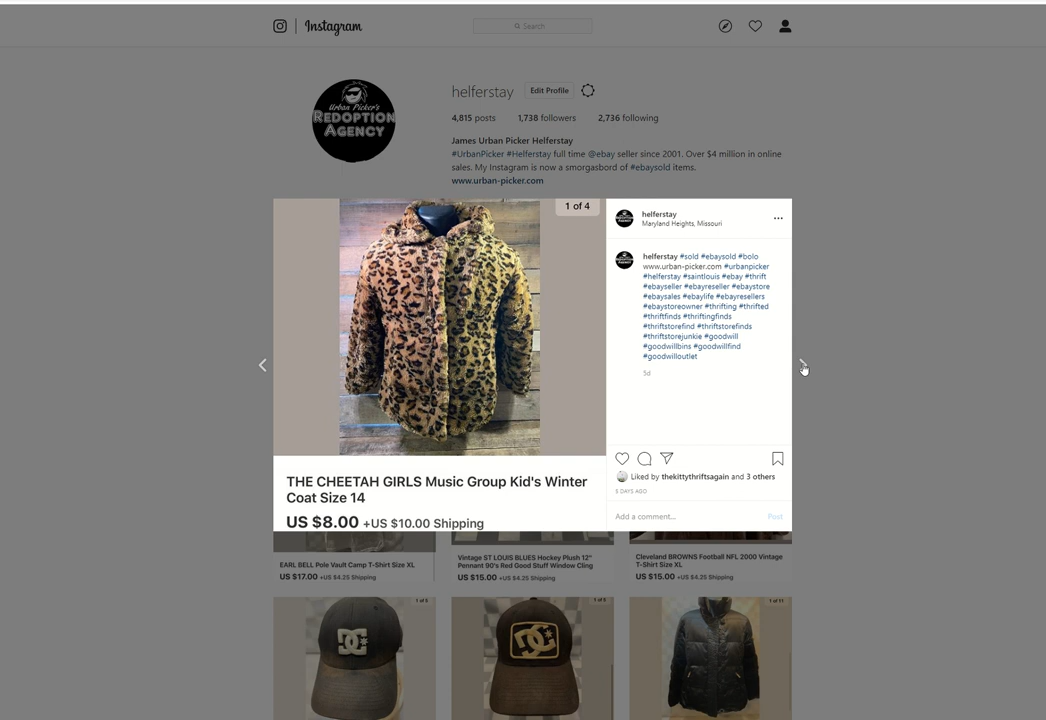 Instagram
Search
Urban Picker's
REDOPTION
AGENCY
helferstay
Edit Profile
4,815 posts 1,738 followers 2,736 following
James Urban Picker Helferstay
#UrbanPicker #Helferstay full time @ebay seller since 2001. Over $4 million in online
sales. My Instagram is now a smorgasbord of #ebaysold items.
www.urban-picker.com
1 of 4
THE CHEETAH GIRLS Music Group Kid's Winter
Coat Size 14
US $8.00 +US $10.00 Shipping
helferstay
Maryland Heights, Missouri
helferstay #sold #ebaysold #bolo
www.urban-picker.com #urbanpicker
#helferstay #saintlouis #ebay #thrift
#ebayseller #ebayreseller #ebaystore
#ebaysales #ebaylife #ebayresellers
#ebaystoreowner #thrifting #thrifted
#thriftfinds #thriftingfinds
#thriftstorefind #thriftstorefinds
#thriftstorejunkie #goodwill
#goodwillbins #goodwillfind
#goodwilloutlet
5d
Liked by thekittythriftsagain and 3 others
5 DAYS AGO
Add a comment... Post
EARL BELL Pole Vault Camp T-Shirt Size XL
US $17.00 +US $4.25 Shipping
Vintage ST LOUIS BLUES Hockey Plush 12"
Pennant 90's Red Good Stuff Window Cling
US $15.00 +US $4.25 Shipping
Cleveland BROWNS Football NFL 2000 Vintage
T-Shirt Size XL
US $15.00 +US $4.25 Shipping
DC
DC